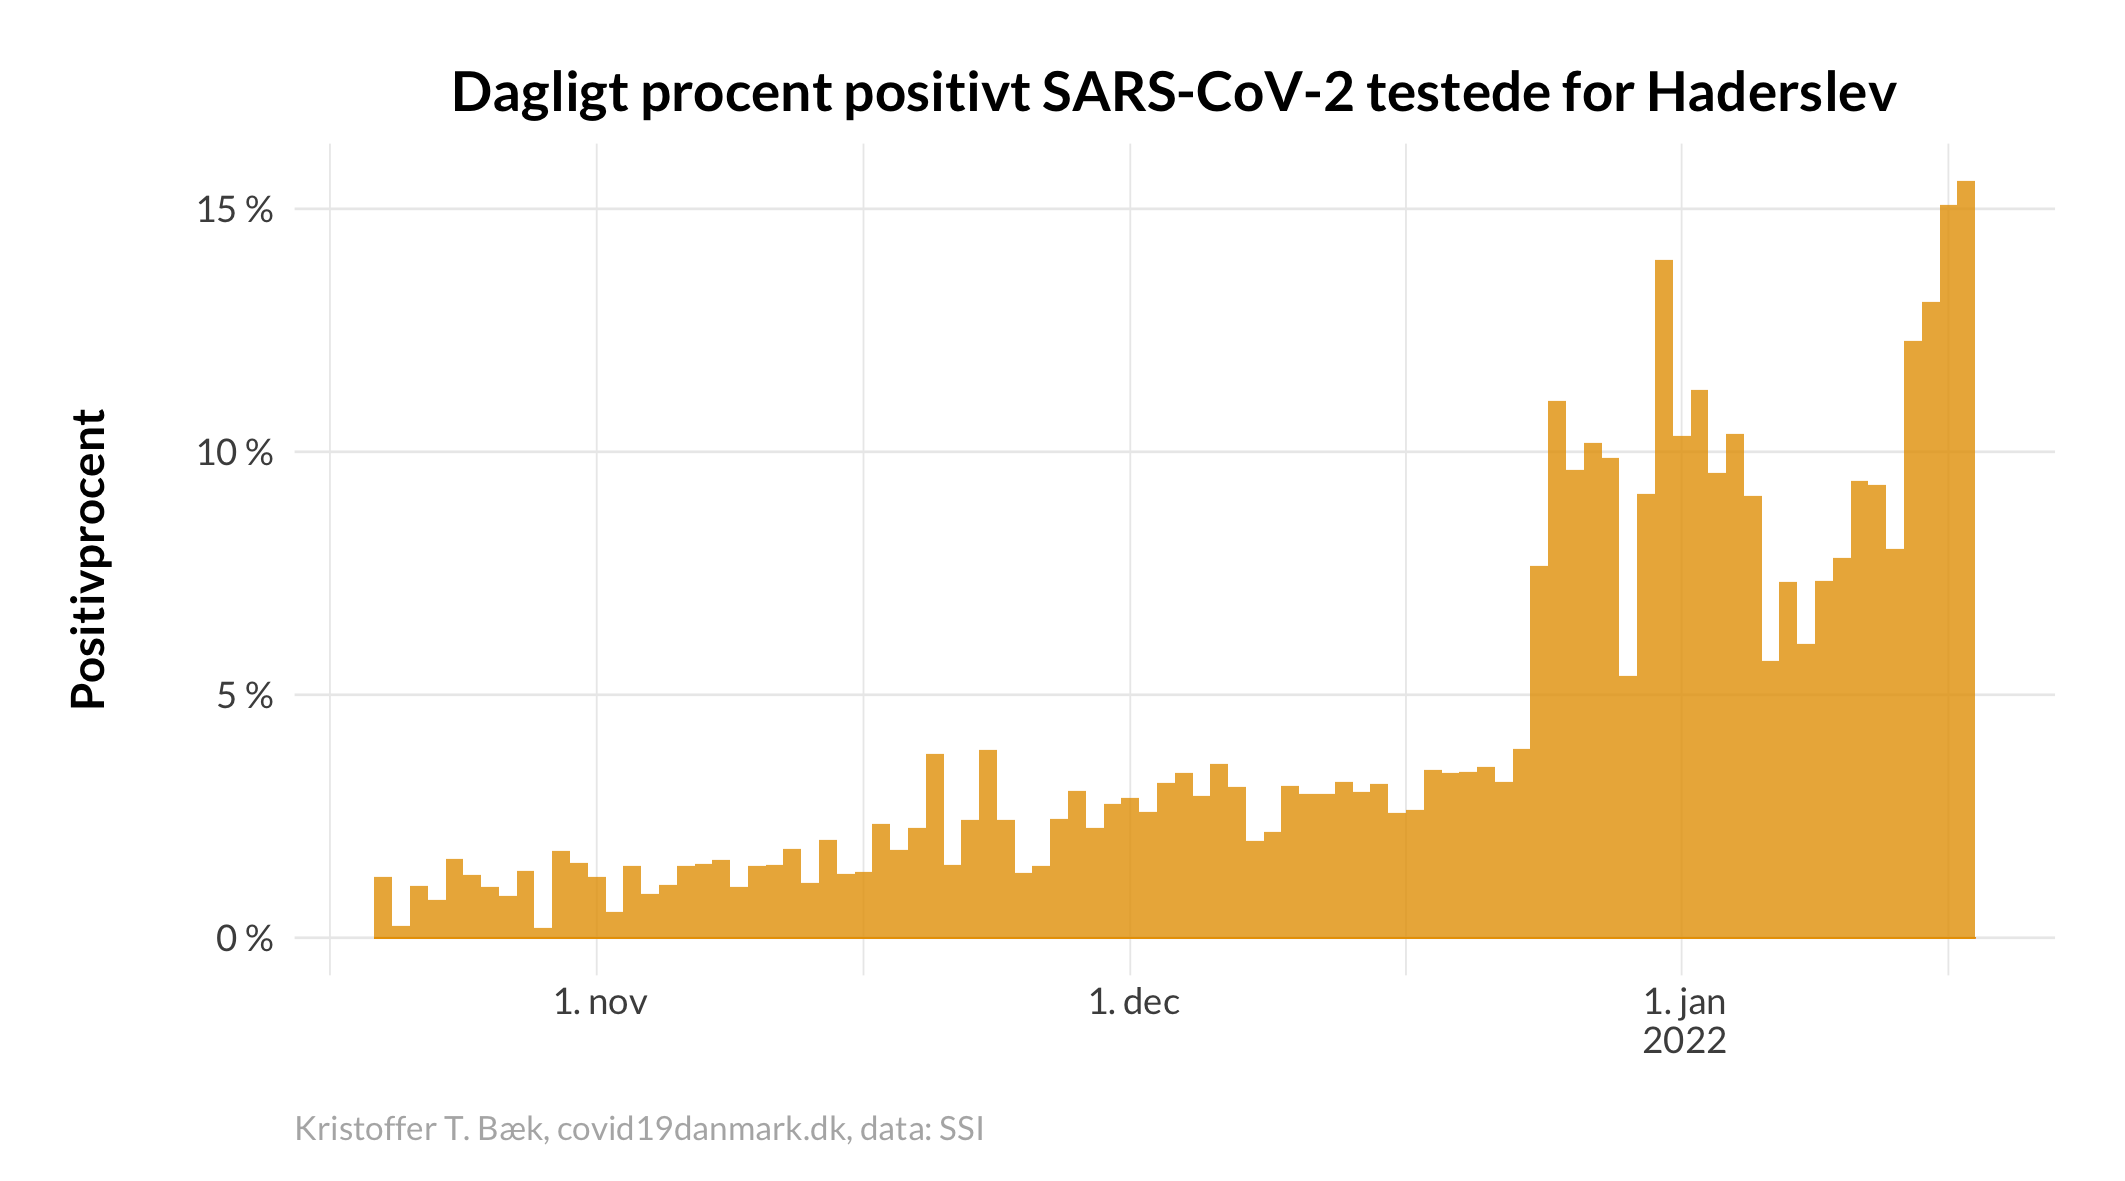 Dagligt procent positivt SARS-CoV-2 testede for Haderslev
Positivprocent
15 %
10 %
5 %
0 %
1. nov
1. dec
1. jan
2022
Kristoffer T. Bæk, covid19danmark.dk, data: SSI